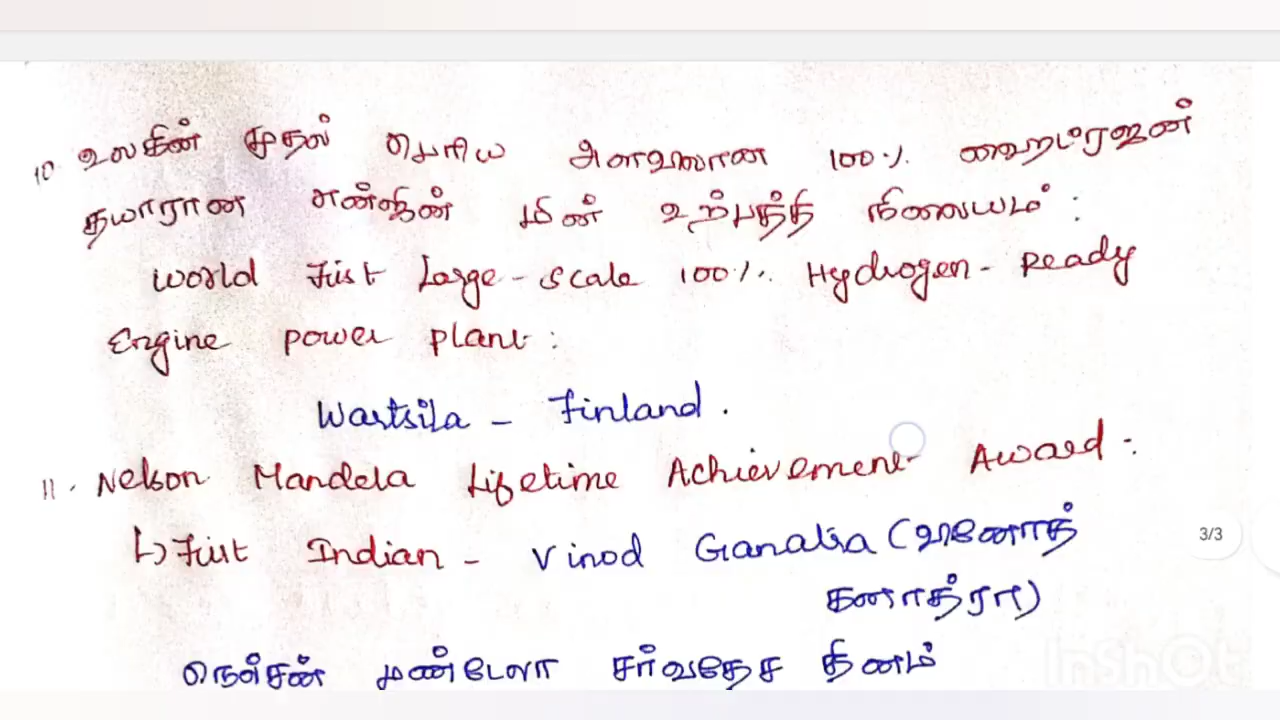 10. உலகின் முதல் பெரிய அளவிலான 100% ஹைட்ரஜன்
தயாரான என்ஜின் மின் உற்பத்தி நிலையம் :
World First Large - Scale 100%. Hydrogen - Ready
Engine power plant :
Wartsila - Finland .
11. Nelson Mandela Lifetime Achievement Award :-
↳ First Indian - Vinod Ganatra (வினோத்
கனாத்ரா)
3/3
நெல்சன் மண்டேலா சர்வதேச தினம்
InShot